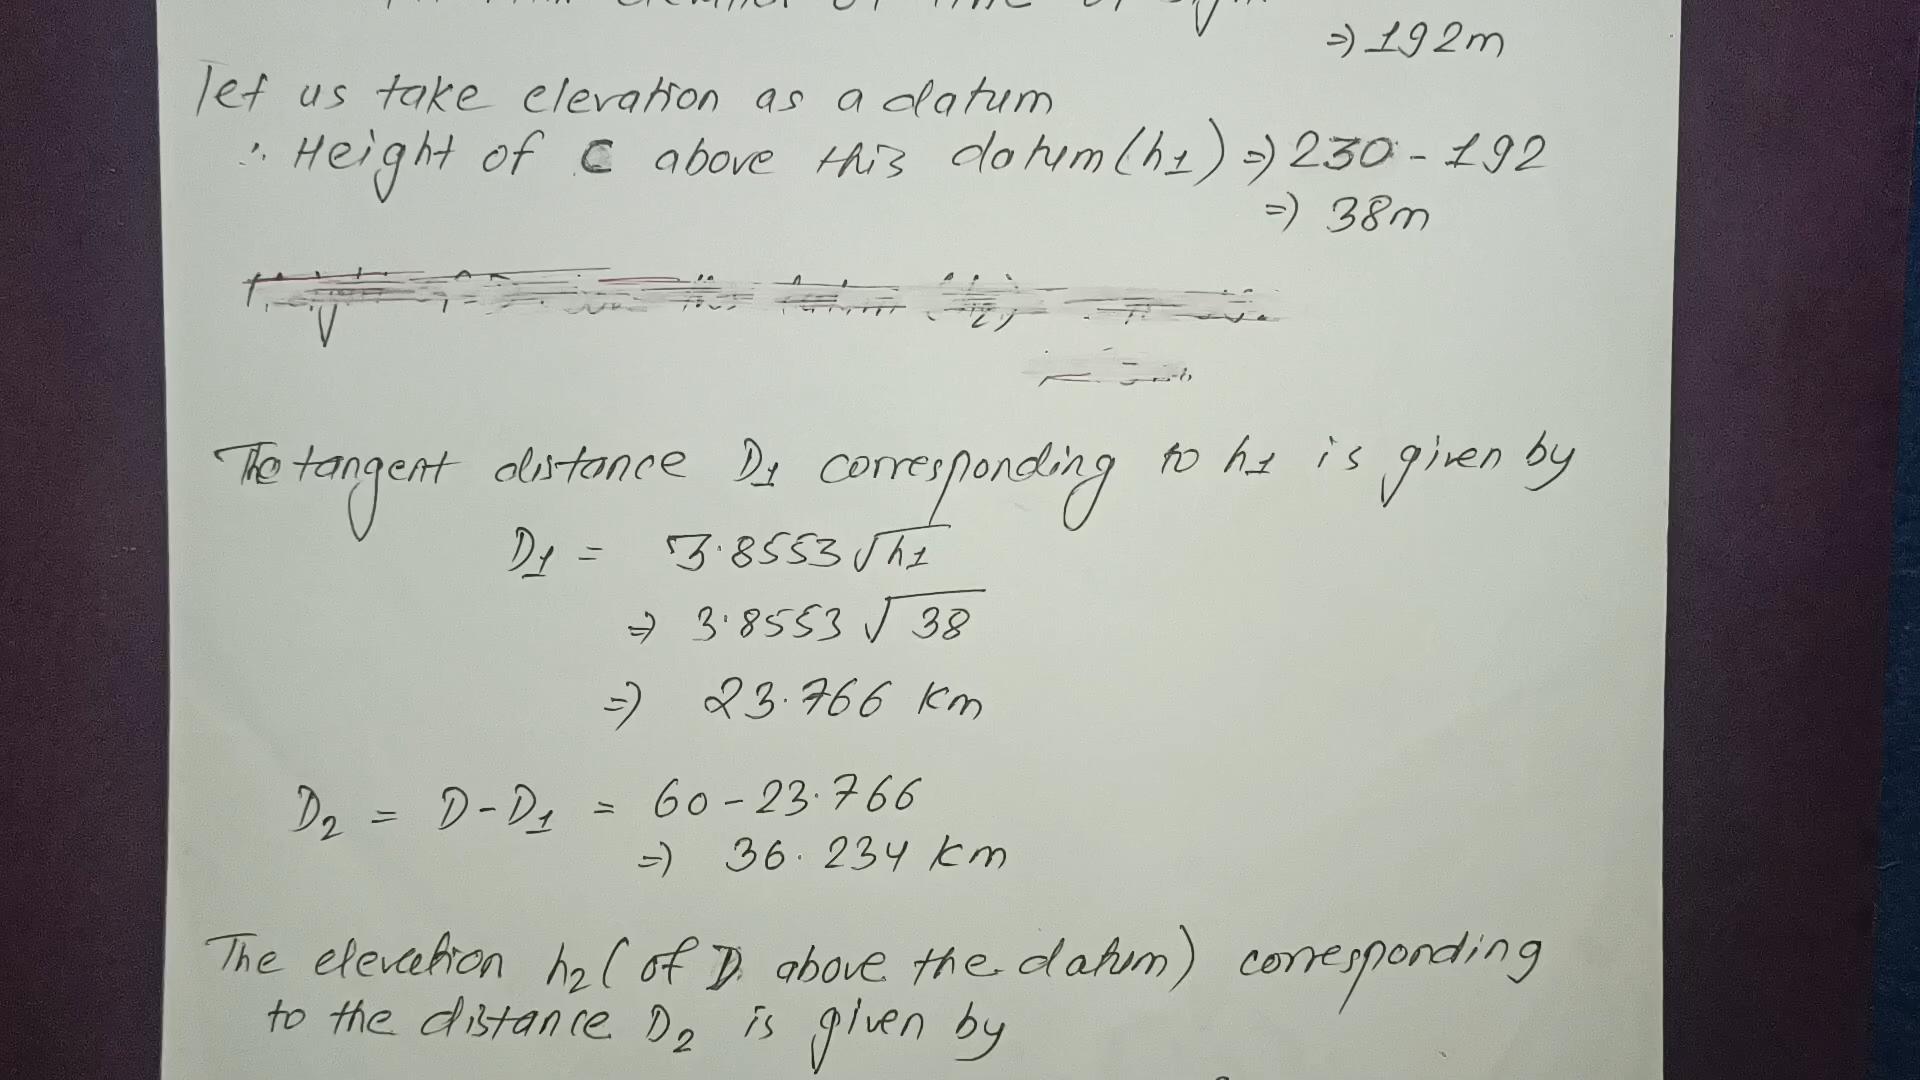 ⇒ 192m
let us take elevation as a datum
∴ Height of C above this datum (h1) ⇒ 230 - 192
⇒ 38m
The tangent distance D1 corresponding to h1 is given by
D1 = 3.8553 √h1
⇒ 3.8553 √38
⇒ 23.766 km
D2 = D - D1 = 60 - 23.766
⇒ 36.234 km
The elevation h2 (of D above the datum) corresponding
to the distance D2 is given by